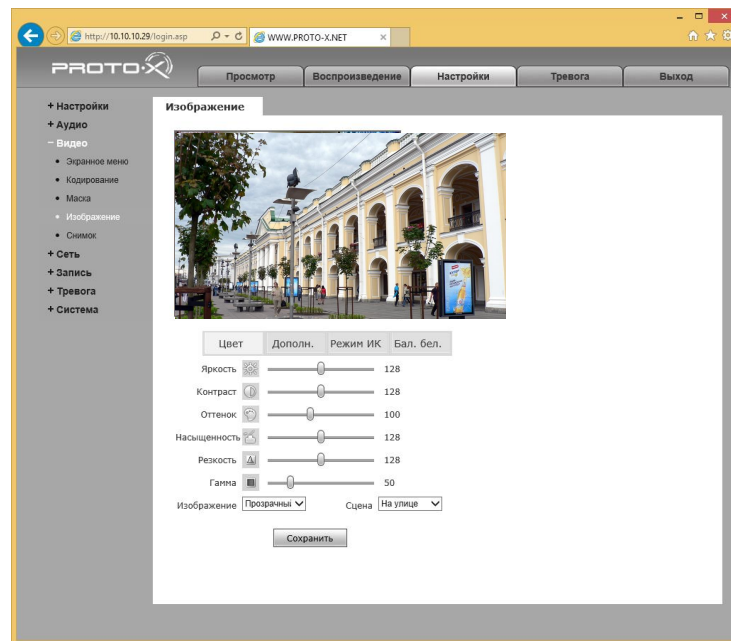 http://10.10.10.29/login.asp
WWW.PROTO-X.NET
PROTO-X
Просмотр
Воспроизведение
Настройки
Тревога
Выход
+ Настройки
+ Аудио
− Видео
• Экранное меню
• Кодирование
• Маска
• Изображение
• Снимок
+ Сеть
+ Запись
+ Тревога
+ Система
Изображение
Цвет
Дополн.
Режим ИК
Бал. бел.
Яркость 128
Контраст 128
Оттенок 100
Насыщенность 128
Резкость 128
Гамма 50
Изображение Прозрачный Сцена На улице
Сохранить